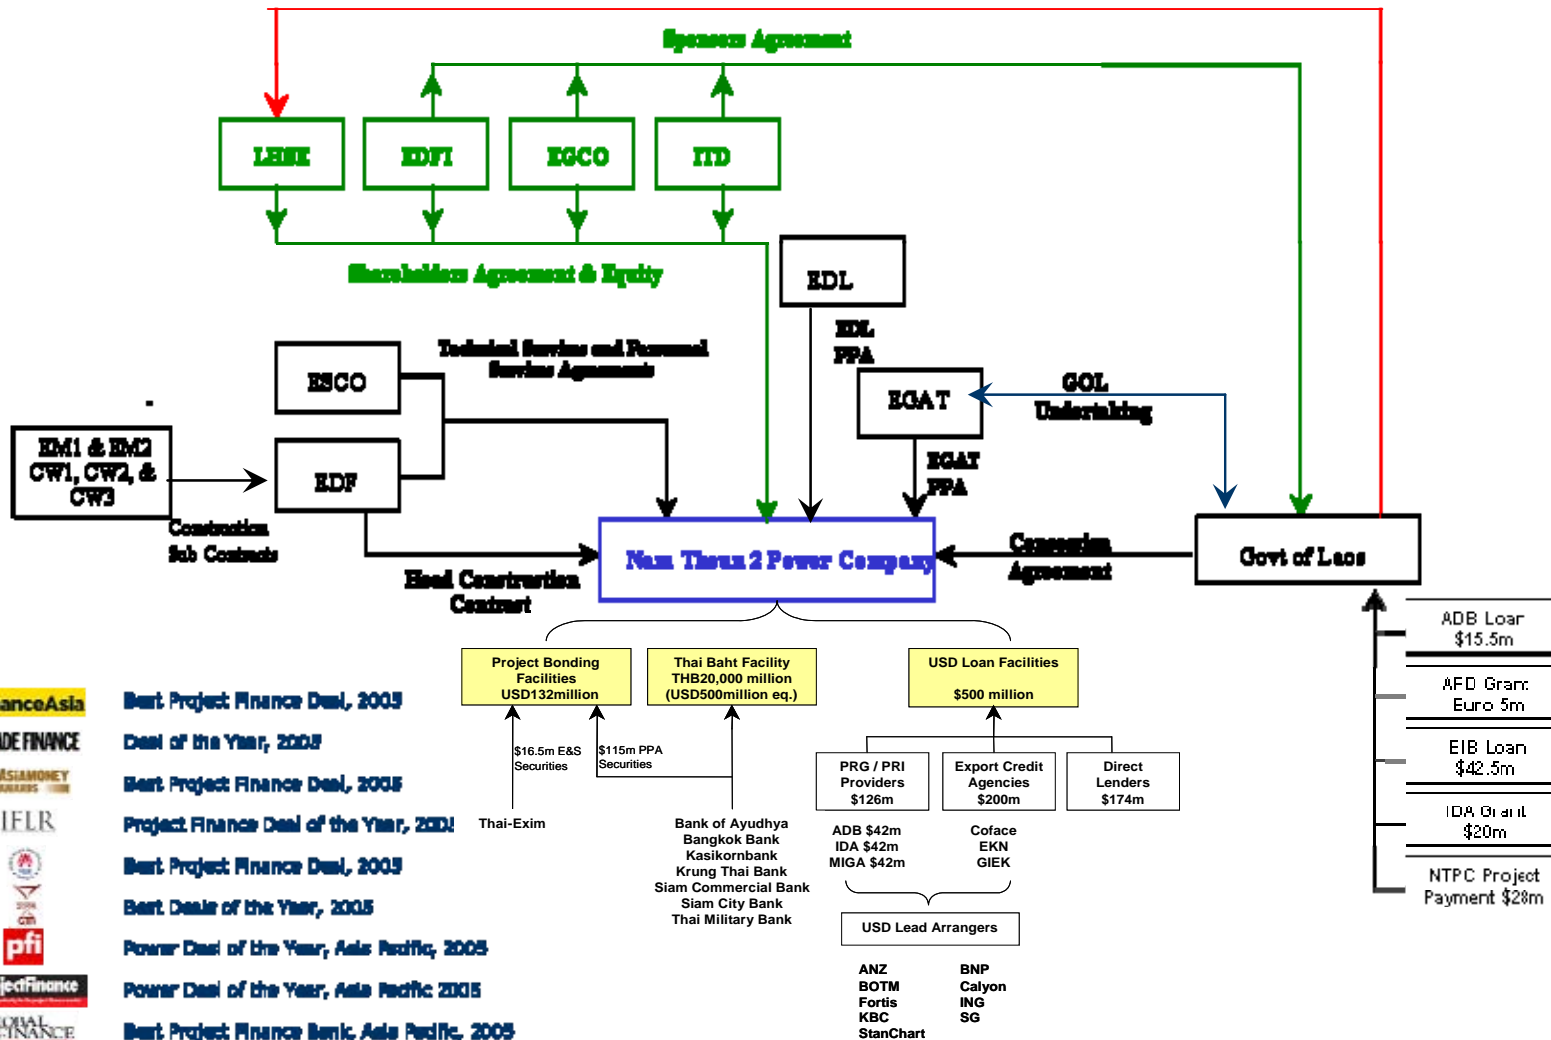 Sponsors Agreement
LHSE
EDFI
EGCO
ITD
Shareholders Agreement & Equity
EDL
EDL
PPA
ESCO
Technical Services and Personnel
Services Agreements
EGAT
GOL
Undertaking
EGAT
PPA
EM1 & EM2
CW1, CW2, &
CW3
EDF
Construction
Sub Contracts
Head Construction
Contract
Nam Theun 2 Power Company
Concession
Agreement
Govt of Laos
ADB Loan
$15.5m
AFD Grant
Euro 5m
EIB Loan
$42.5m
IDA Grant
$20m
NTPC Project
Payment $28m
Project Bonding
Facilities
USD132million
Thai Baht Facility
THB20,000 million
(USD500million eq.)
USD Loan Facilities
$500 million
$16.5m E&S
Securities
$115m PPA
Securities
PRG / PRI
Providers
$126m
Export Credit
Agencies
$200m
Direct
Lenders
$174m
Thai-Exim
Bank of Ayudhya
Bangkok Bank
Kasikornbank
Krung Thai Bank
Siam Commercial Bank
Siam City Bank
Thai Military Bank
ADB $42m
IDA $42m
MIGA $42m
Coface
EKN
GIEK
USD Lead Arrangers
ANZ
BOTM
Fortis
KBC
StanChart
BNP
Calyon
ING
SG
anceAsia Best Project Finance Deal, 2005
ADE FINANCE Deal of the Year, 2005
ASIAMONEY AWARDS Best Project Finance Deal, 2005
IFLR Project Finance Deal of the Year, 2005
Best Project Finance Deal, 2005
Best Deals of the Year, 2005
pfi Power Deal of the Year, Asia Pacific, 2005
jectFinance Power Deal of the Year, Asia Pacific 2005
OBAL FINANCE Best Project Finance Bank, Asia Pacific, 2005